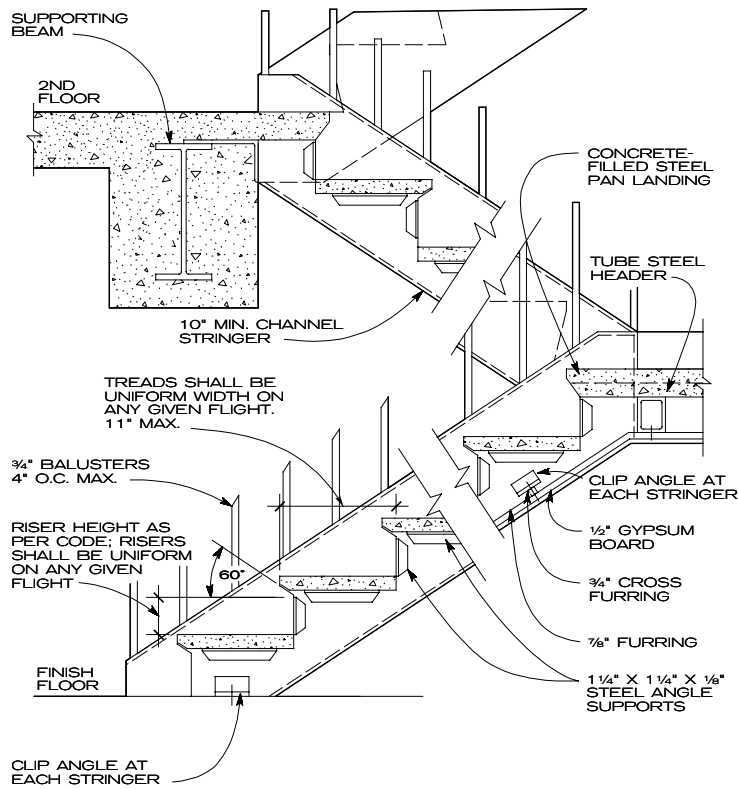 SUPPORTING
BEAM
2ND
FLOOR
CONCRETE-
FILLED STEEL
PAN LANDING
TUBE STEEL
HEADER
10" MIN. CHANNEL
STRINGER
TREADS SHALL BE
UNIFORM WIDTH ON
ANY GIVEN FLIGHT.
11" MAX.
¾" BALUSTERS
4" O.C. MAX.
CLIP ANGLE AT
EACH STRINGER
RISER HEIGHT AS
PER CODE; RISERS
SHALL BE UNIFORM
ON ANY GIVEN
FLIGHT
60°
½" GYPSUM
BOARD
¾" CROSS
FURRING
⅞" FURRING
FINISH
FLOOR
1¼" X 1¼" X ⅛"
STEEL ANGLE
SUPPORTS
CLIP ANGLE AT
EACH STRINGER